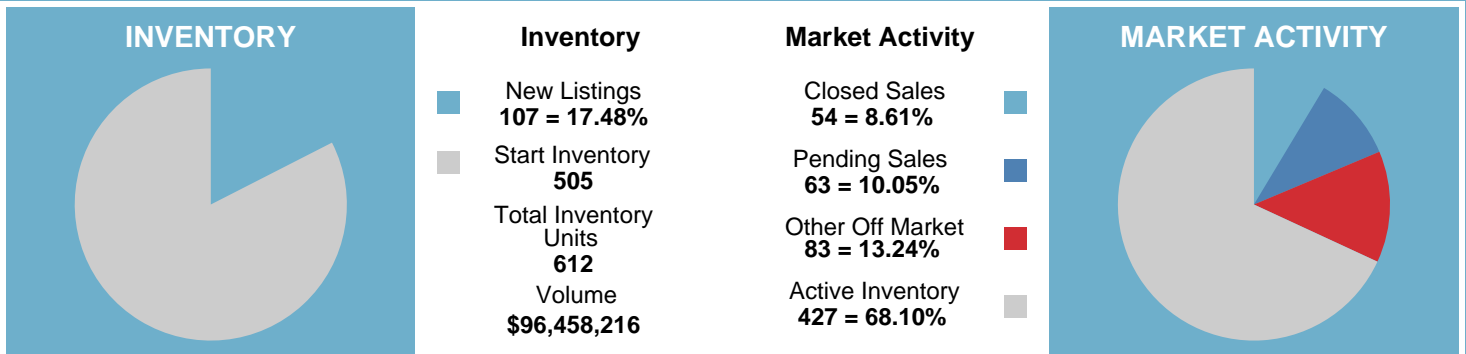 INVENTORY
Inventory
New Listings
107 = 17.48%
Start Inventory
505
Total Inventory
Units
612
Volume
$96,458,216
Market Activity
Closed Sales
54 = 8.61%
Pending Sales
63 = 10.05%
Other Off Market
83 = 13.24%
Active Inventory
427 = 68.10%
MARKET ACTIVITY